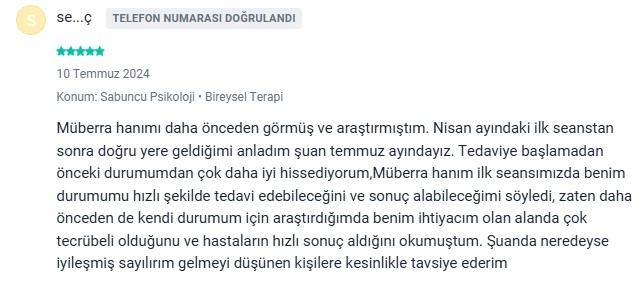 S
se...ç TELEFON NUMARASI DOĞRULANDI
10 Temmuz 2024
Konum: Sabuncu Psikoloji • Bireysel Terapi
Müberra hanımı daha önceden görmüş ve araştırmıştım. Nisan ayındaki ilk seanstan
sonra doğru yere geldiğimi anladım şuan temmuz ayındayız. Tedaviye başlamadan
önceki durumumdan çok daha iyi hissediyorum,Müberra hanım ilk seansımızda benim
durumumu hızlı şekilde tedavi edebileceğini ve sonuç alabileceğimi söyledi, zaten daha
önceden de kendi durumum için araştırdığımda benim ihtiyacım olan alanda çok
tecrübeli olduğunu ve hastaların hızlı sonuç aldığını okumuştum. Şuanda neredeyse
iyileşmiş sayılırım gelmeyi düşünen kişilere kesinlikle tavsiye ederim